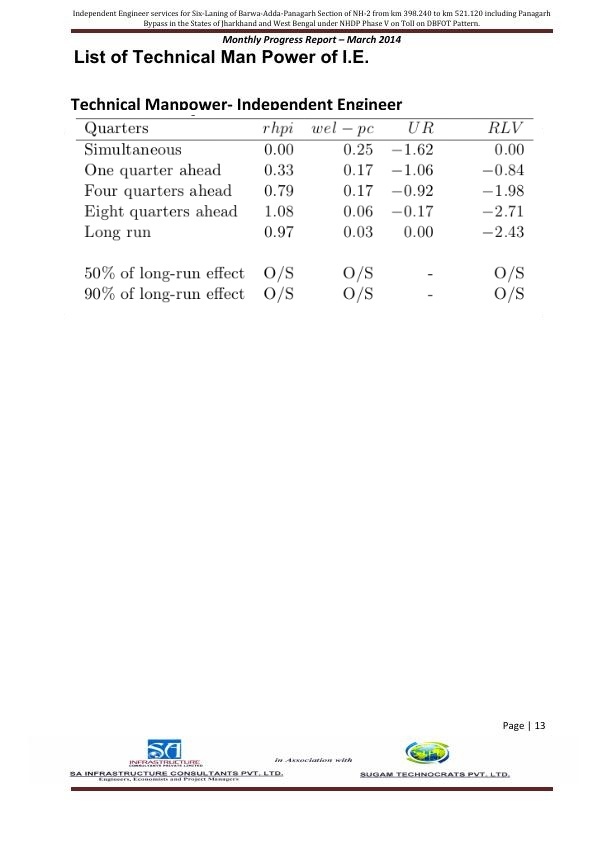 Independent Engineer services for Six-Laning of Barwa-Adda-Panagarh Section of NH-2 from km 398.240 to km 521.120 including Panagarh
Bypass in the States of Jharkhand and West Bengal under NHDP Phase V on Toll on DBFOT Pattern.
Monthly Progress Report – March 2014
List of Technical Man Power of I.E.
Technical Manpower- Independent Engineer
Quarters rhpi wel – pc UR RLV
Simultaneous 0.00 0.25 −1.62 0.00
One quarter ahead 0.33 0.17 −1.06 −0.84
Four quarters ahead 0.79 0.17 −0.92 −1.98
Eight quarters ahead 1.08 0.06 −0.17 −2.71
Long run 0.97 0.03 0.00 −2.43
50% of long-run effect O/S O/S - O/S
90% of long-run effect O/S O/S - O/S
Page | 13
SA
INFRASTRUCTURE
CONSULTANTS PRIVATE LIMITED
in Association with
STPL
SA INFRASTRUCTURE CONSULTANTS PVT. LTD.
Engineers, Economists and Project Managers
SUGAM TECHNOCRATS PVT. LTD.